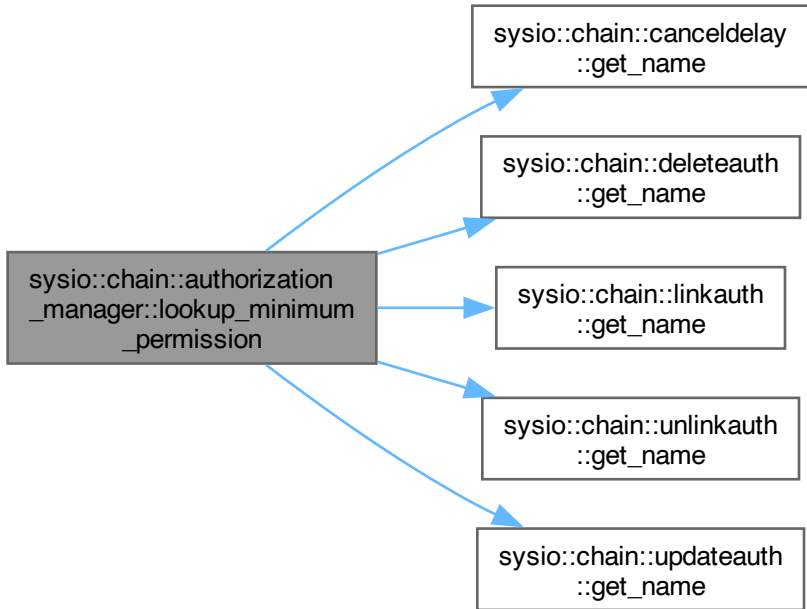 sysio::chain::canceldelay
::get_name
sysio::chain::deleteauth
::get_name
sysio::chain::authorization
_manager::lookup_minimum
_permission
sysio::chain::linkauth
::get_name
sysio::chain::unlinkauth
::get_name
sysio::chain::updateauth
::get_name